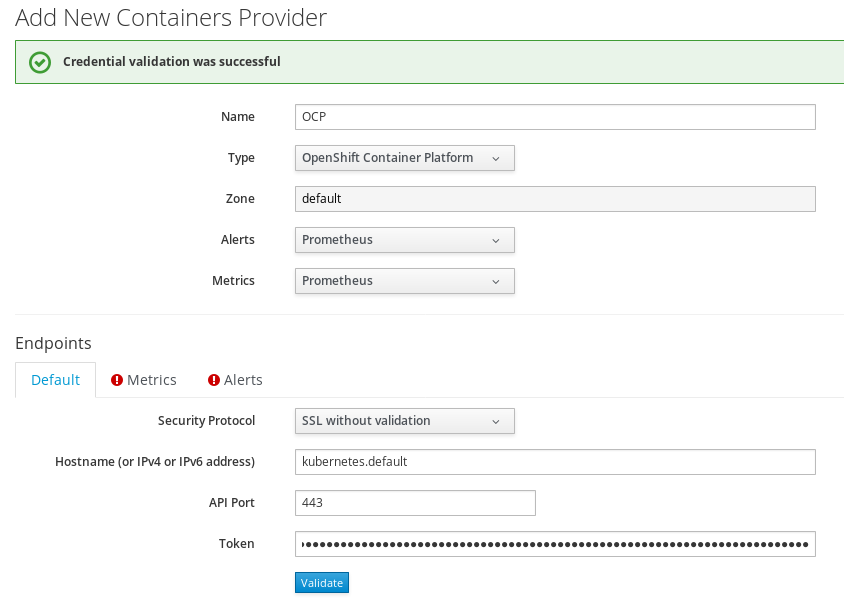 Add New Containers Provider
Credential validation was successful
Name OCP
Type OpenShift Container Platform
Zone default
Alerts Prometheus
Metrics Prometheus
Endpoints
Default Metrics Alerts
Security Protocol SSL without validation
Hostname (or IPv4 or IPv6 address) kubernetes.default
API Port 443
Token
Validate